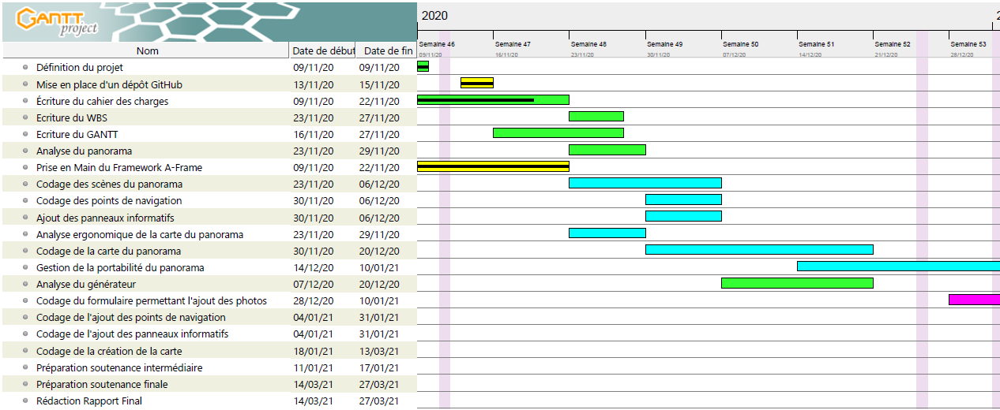 GANTT project
2020
2
Nom Date de début Date de fin
Semaine 46 Semaine 47 Semaine 48 Semaine 49 Semaine 50 Semaine 51 Semaine 52 Semaine 53
09/11/20 16/11/20 23/11/20 30/11/20 07/12/20 14/12/20 21/12/20 28/12/20
Définition du projet 09/11/20 09/11/20
Mise en place d'un dépôt GitHub 13/11/20 15/11/20
Écriture du cahier des charges 09/11/20 22/11/20
Ecriture du WBS 23/11/20 27/11/20
Ecriture du GANTT 16/11/20 27/11/20
Analyse du panorama 23/11/20 29/11/20
Prise en Main du Framework A-Frame 09/11/20 22/11/20
Codage des scènes du panorama 23/11/20 06/12/20
Codage des points de navigation 30/11/20 06/12/20
Ajout des panneaux informatifs 30/11/20 06/12/20
Analyse ergonomique de la carte du panorama 23/11/20 29/11/20
Codage de la carte du panorama 30/11/20 20/12/20
Gestion de la portabilité du panorama 14/12/20 10/01/21
Analyse du générateur 07/12/20 20/12/20
Codage du formulaire permettant l'ajout des photos 28/12/20 10/01/21
Codage de l'ajout des points de navigation 04/01/21 31/01/21
Codage de l'ajout des panneaux informatifs 04/01/21 31/01/21
Codage de la création de la carte 18/01/21 13/03/21
Préparation soutenance intermédiaire 11/01/21 17/01/21
Préparation soutenance finale 14/03/21 27/03/21
Rédaction Rapport Final 14/03/21 27/03/21